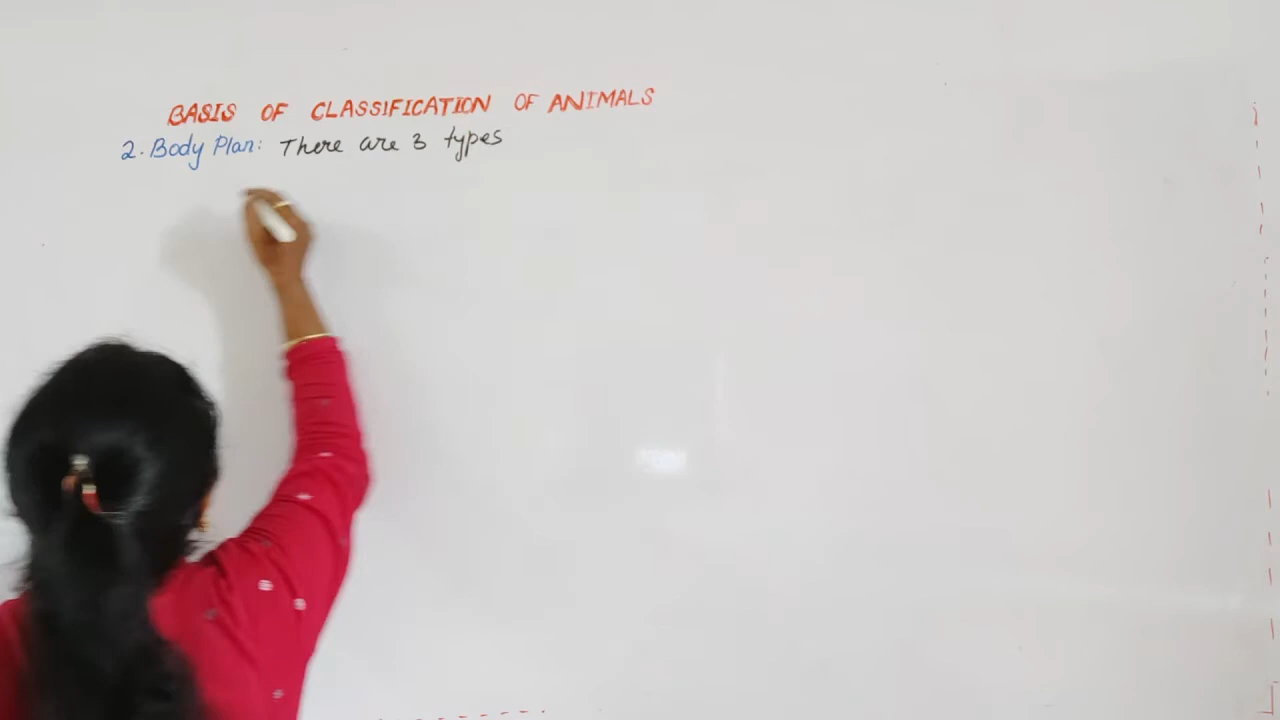 BASIS OF CLASSIFICATION OF ANIMALS
2. Body Plan: There are 3 types